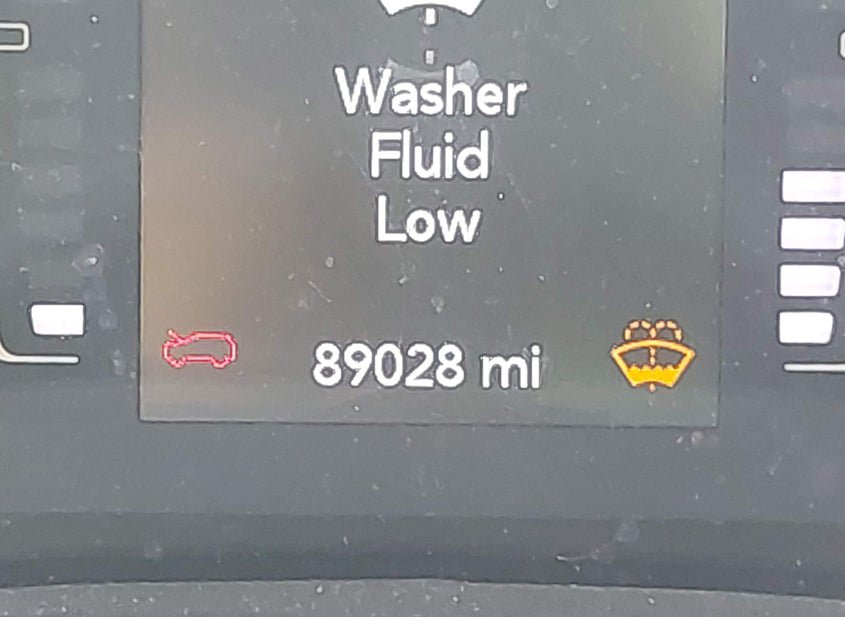 Washer
Fluid
Low
89028 mi